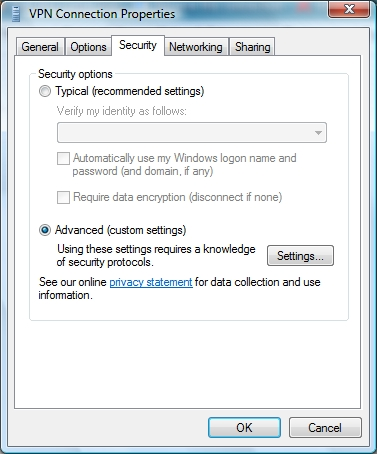 VPN Connection Properties
General Options Security Networking Sharing
Security options
Typical (recommended settings)
Verify my identity as follows:
Automatically use my Windows logon name and
password (and domain, if any)
Require data encryption (disconnect if none)
Advanced (custom settings)
Using these settings requires a knowledge
of security protocols.
Settings...
See our online privacy statement for data collection and use
information.
OK Cancel